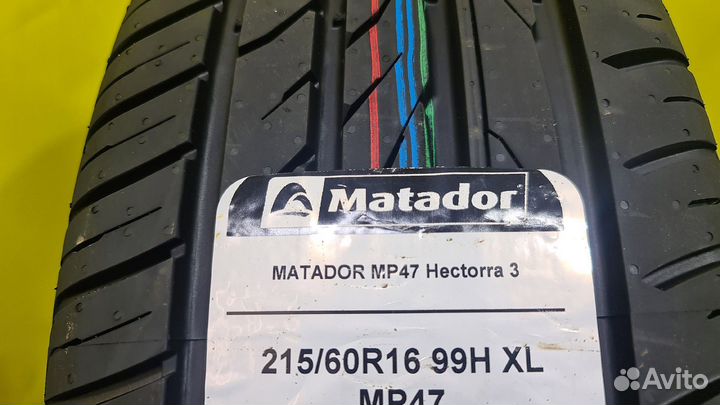 Matador
MATADOR MP47 Hectorra 3
215/60R16 99H XL
MP47
Avito